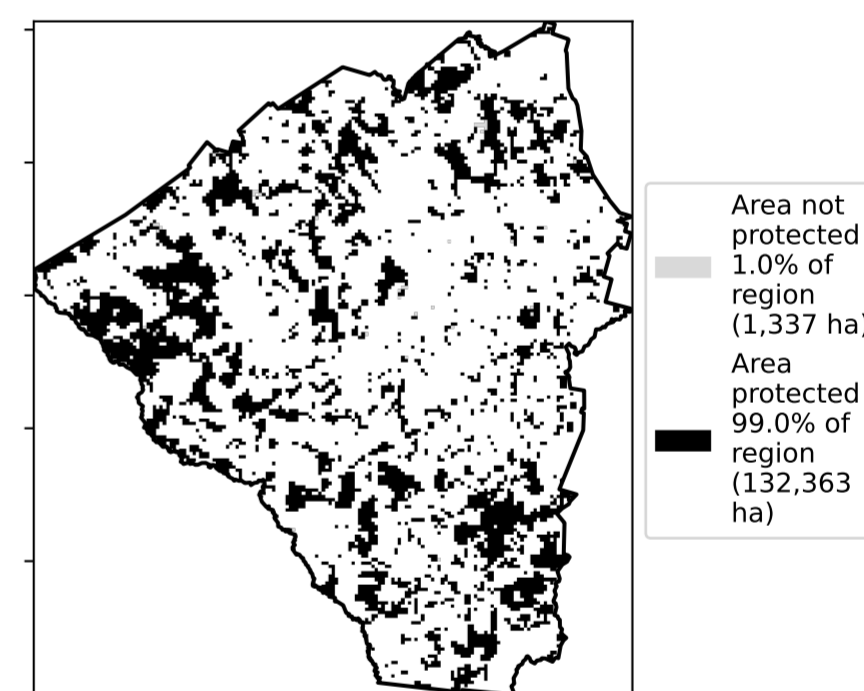 Area not
protected
1.0% of
region
(1,337 ha)
Area
protected
99.0% of
region
(132,363
ha)